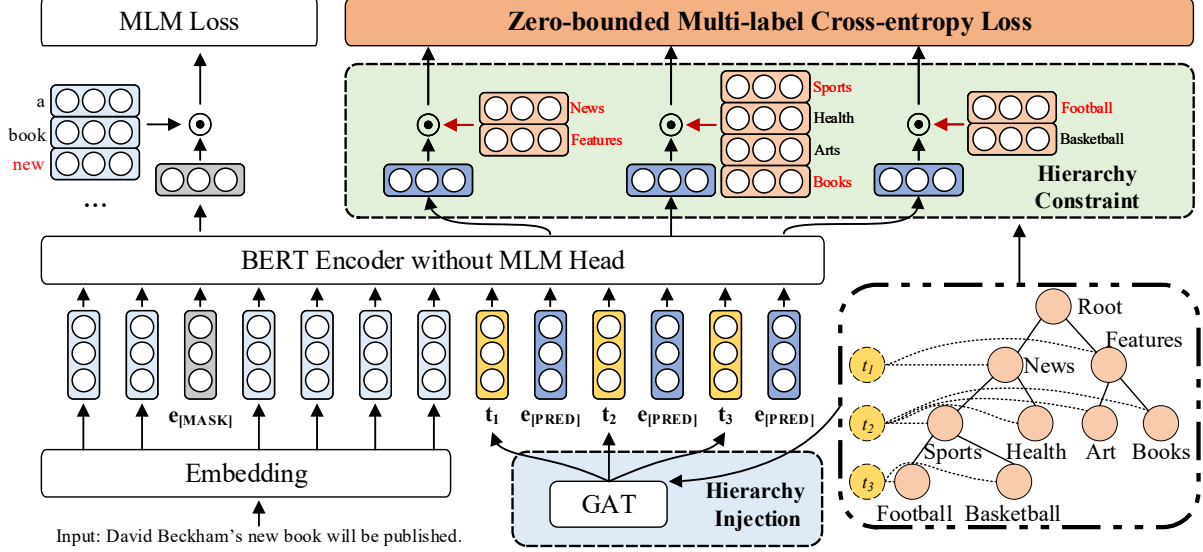 MLM Loss
Zero-bounded Multi-label Cross-entropy Loss
a
book
new
...
News
Features
Sports
Health
Arts
Books
Football
Basketball
Hierarchy
Constraint
BERT Encoder without MLM Head
e[MASK]
t1
e[PRED]
t2
e[PRED]
t3
e[PRED]
Embedding
GAT
Hierarchy
Injection
Input: David Beckham's new book will be published.
Root
Features
t1
News
t2
Sports
Health
Art
Books
t3
Football
Basketball